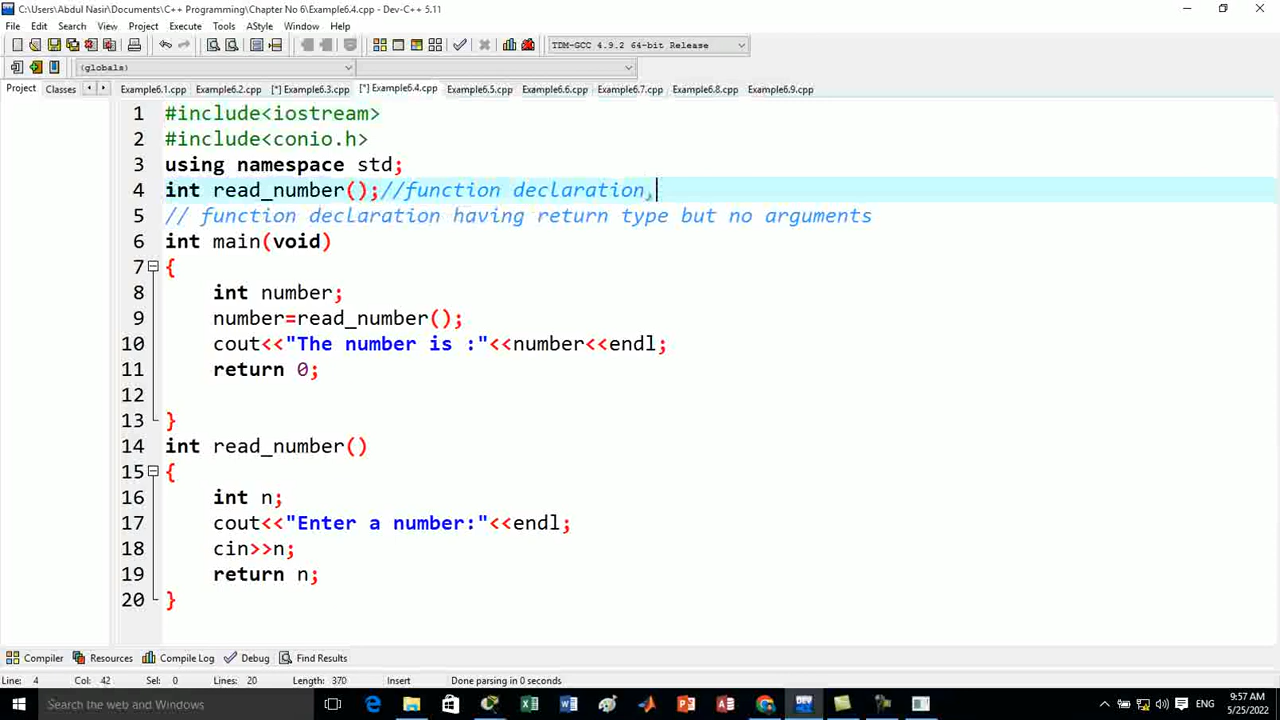 C:\Users\Abdul Nasir\Documents\C++ Programming\Chapter No 6\Example6.4.cpp - Dev-C++ 5.11
File Edit Search View Project Execute Tools AStyle Window Help
TDM-GCC 4.9.2 64-bit Release
(globals)
Project Classes Example6.1.cpp Example6.2.cpp [*] Example6.3.cpp [*] Example6.4.cpp Example6.5.cpp Example6.6.cpp Example6.7.cpp Example6.8.cpp Example6.9.cpp
1 #include<iostream>
2 #include<conio.h>
3 using namespace std;
4 int read_number();//function declaration,
5 // function declaration having return type but no arguments
6 int main(void)
7 {
8 int number;
9 number=read_number();
10 cout<<"The number is :"<<number<<endl;
11 return 0;
12
13 }
14 int read_number()
15 {
16 int n;
17 cout<<"Enter a number:"<<endl;
18 cin>>n;
19 return n;
20 }
Compiler Resources Compile Log Debug Find Results
Line: 4 Col: 42 Sel: 0 Lines: 20 Length: 370 Insert Done parsing in 0 seconds
Search the web and Windows
ENG
9:57 AM
5/25/2022